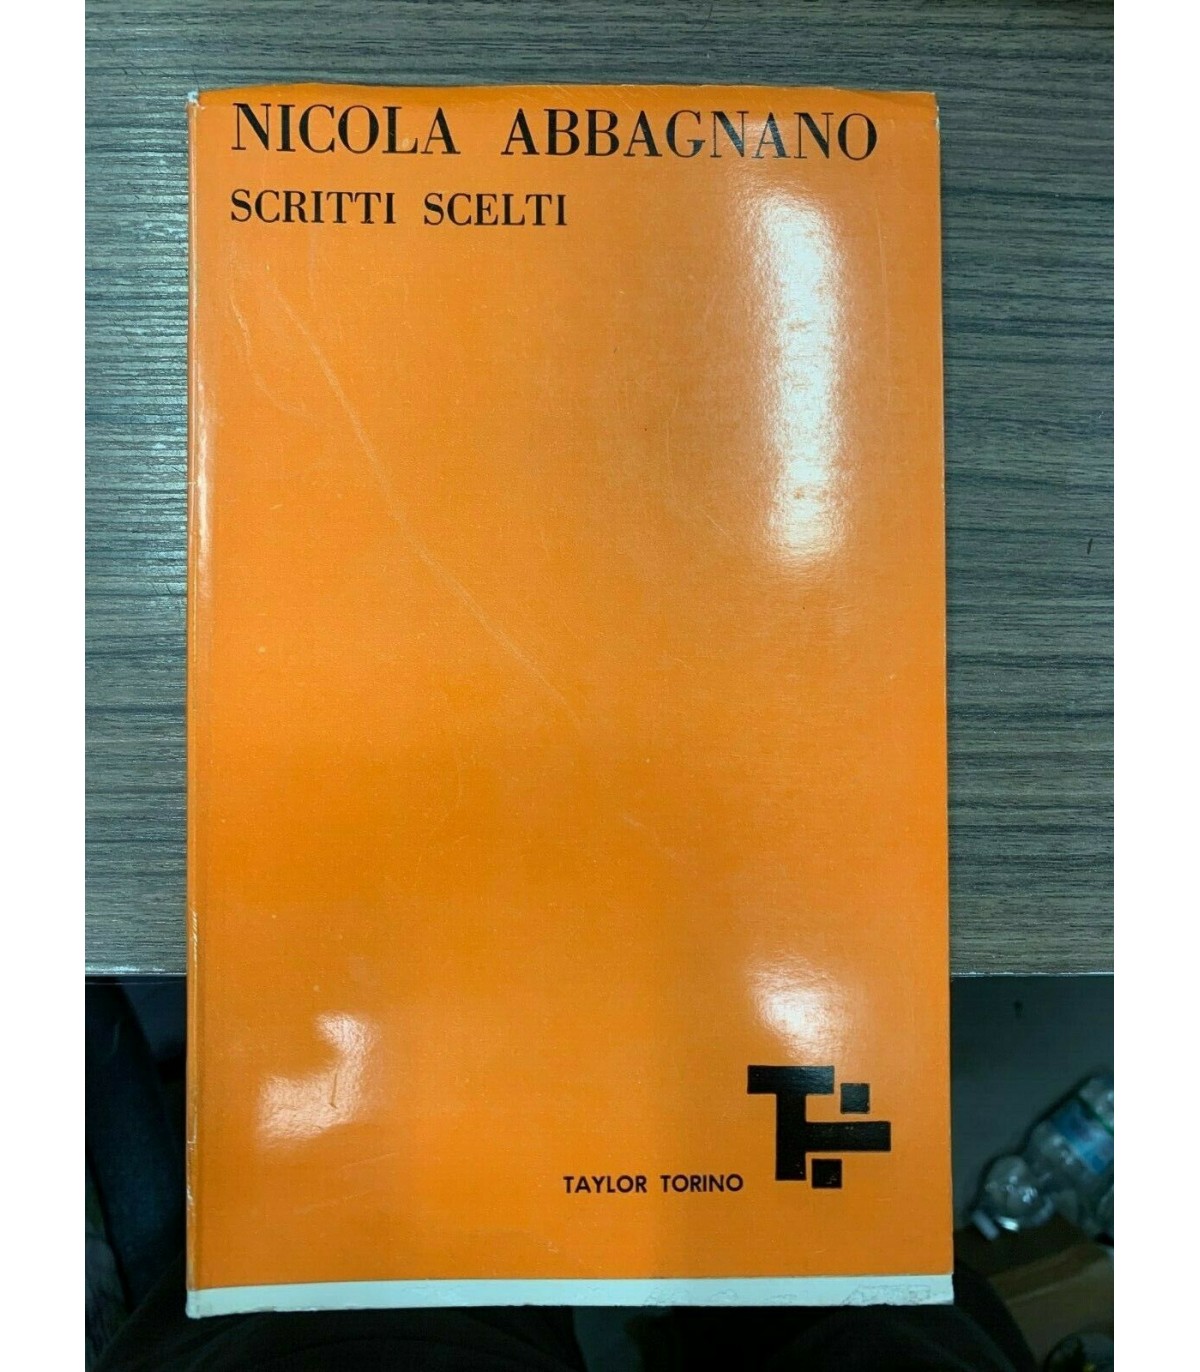 NICOLA ABBAGNANO
SCRITTI SCELTI
TAYLOR TORINO